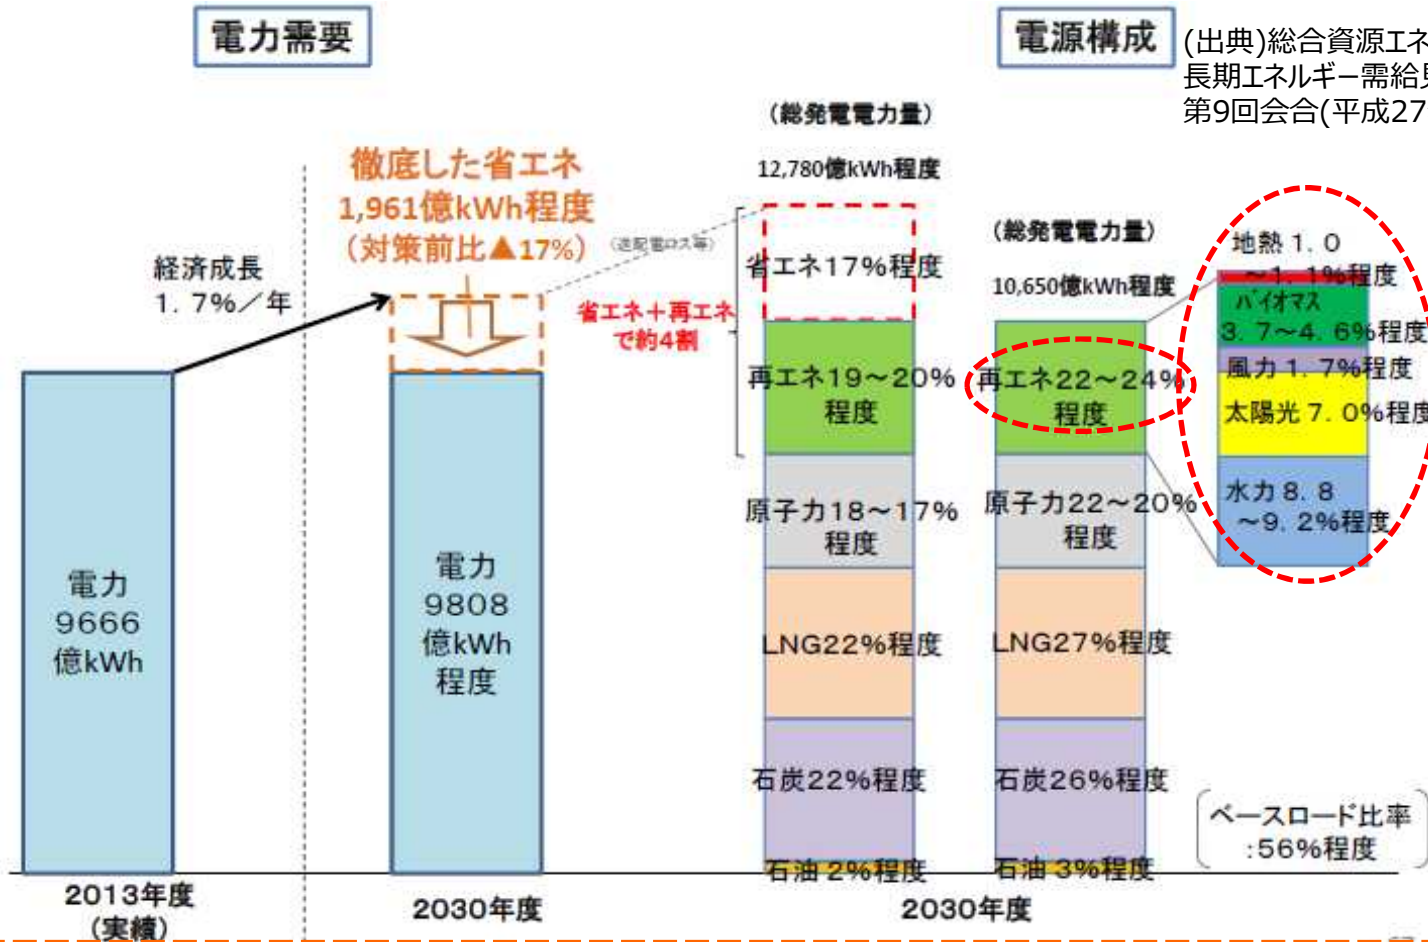 電力需要
電源構成
(出典)総合資源エネ
長期エネルギー需給見
第9回会合(平成27
(総発電電力量)
12,780億kWh程度
徹底した省エネ
1,961億kWh程度
(対策前比▲17%)
(送配電ロス等)
経済成長
1.7%/年
省エネ17%程度
(総発電電力量)
10,650億kWh程度
地熱1.0
~1.1%程度
バイオマス
3.7~4.6%程度
風力1.7%程度
太陽光7.0%程度
水力8.8
~9.2%程度
省エネ+再エネ
で約4割
再エネ19~20%
程度
再エネ22~24%
程度
原子力18~17%
程度
原子力22~20%
程度
電力
9666
億kWh
電力
9808
億kWh
程度
LNG22%程度
LNG27%程度
石炭22%程度
石炭26%程度
ベースロード比率
:56%程度
石油2%程度
石油3%程度
2013年度
(実績)
2030年度
2030年度